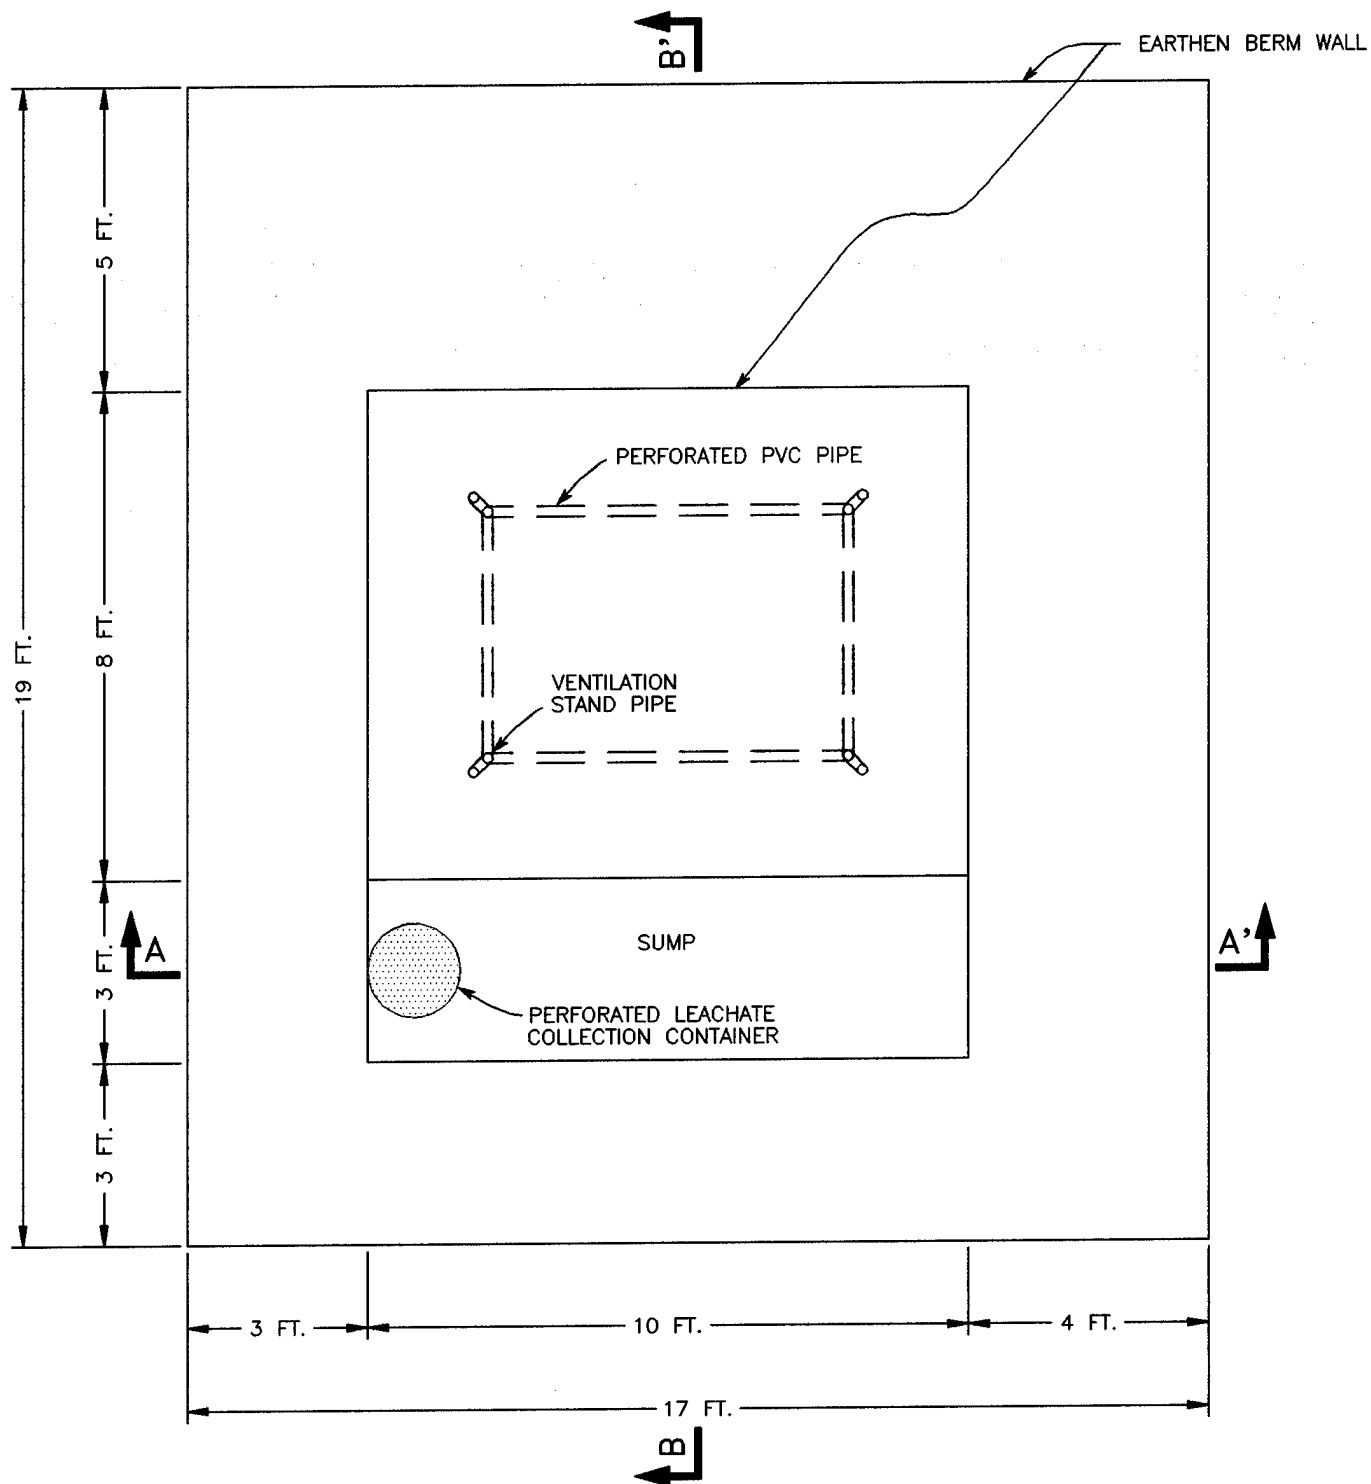 B'
EARTHEN BERM WALL
5 FT.
PERFORATED PVC PIPE
8 FT.
19 FT.
VENTILATION
STAND PIPE
A
SUMP
A'
3 FT.
PERFORATED LEACHATE
COLLECTION CONTAINER
3 FT.
3 FT.
10 FT.
4 FT.
17 FT.
B